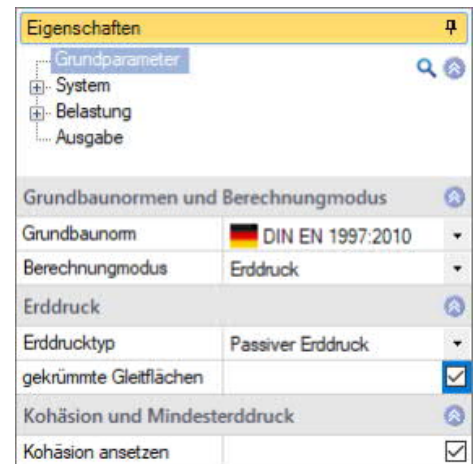 Eigenschaften
Grundparameter
System
Belastung
Ausgabe
Grundbaunormen und Berechnungmodus
Grundbaunorm DIN EN 1997:2010
Berechnungmodus Erddruck
Erddruck
Erddrucktyp Passiver Erddruck
gekrümmte Gleitflächen
Kohäsion und Mindesterddruck
Kohäsion ansetzen